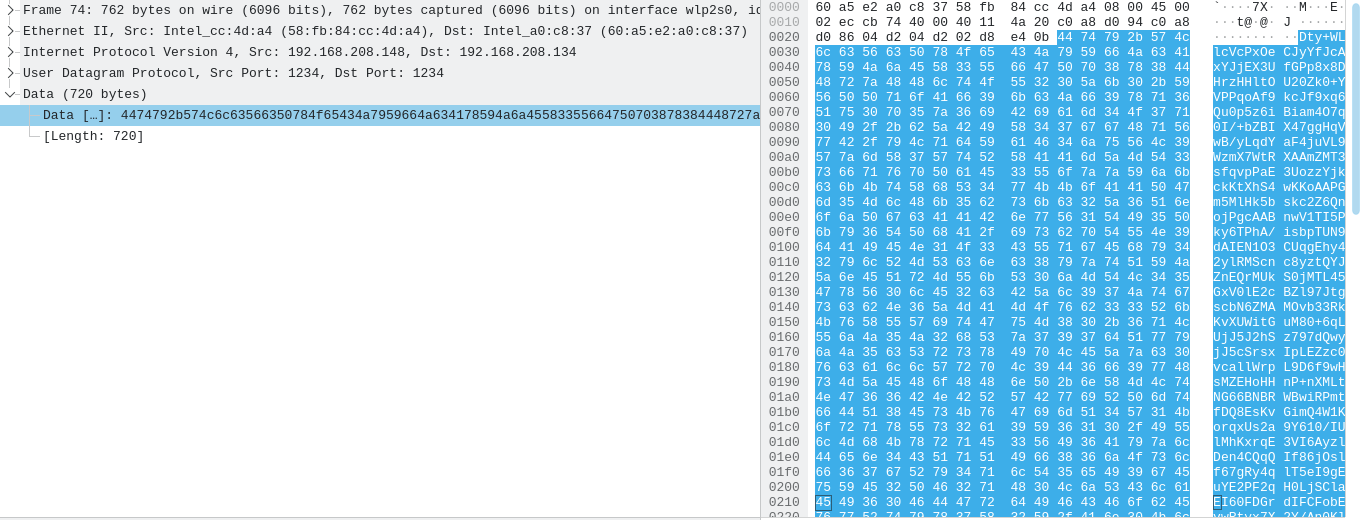 Frame 74: 762 bytes on wire (6096 bits), 762 bytes captured (6096 bits) on interface wlp2s0, id
Ethernet II, Src: Intel_cc:4d:a4 (58:fb:84:cc:4d:a4), Dst: Intel_a0:c8:37 (60:a5:e2:a0:c8:37)
Internet Protocol Version 4, Src: 192.168.208.148, Dst: 192.168.208.134
User Datagram Protocol, Src Port: 1234, Dst Port: 1234
Data (720 bytes)
Data […]: 4474792b574c6c63566350784f65434a7959664a634178594a6a455833556647507038783844487​27a
[Length: 720]
0000 60 a5 e2 a0 c8 37 58 fb 84 cc 4d a4 08 00 45 00 `····7X· ··M···E·
0010 02 ec cb 74 40 00 40 11 4a 20 c0 a8 d0 94 c0 a8 ···t@·@· J ······
0020 d0 86 04 d2 04 d2 02 d8 e4 0b 44 74 79 2b 57 4c ········ ··Dty+WL
0030 6c 63 56 63 50 78 4f 65 43 4a 79 59 66 4a 63 41 lcVcPxOe CJyYfJcA
0040 78 59 4a 6a 45 58 33 55 66 47 50 70 38 78 38 44 xYJjEX3U fGPp8x8D
0050 48 72 7a 48 6c 74 4f 55 32 30 5a 6b 30 2b 59 HrzHHltO U20Zk0+Y
0060 56 50 50 71 6f 41 66 39 6b 63 4a 66 39 78 71 36 VPPqoAf9 kcJf9xq6
0070 51 75 30 70 35 7a 36 69 42 69 61 6d 34 4f 37 71 Qu0p5z6i Biam4O7q
0080 30 49 2f 2b 62 5a 42 49 58 34 37 67 67 48 71 56 0I/+bZBI X47ggHqV
0090 77 42 2f 79 4c 71 64 59 61 46 34 6a 75 56 4c 39 wB/yLqdY aF4juVL9
00a0 57 7a 6d 58 37 57 74 52 58 41 41 6d 5a 4d 54 33 WzmX7WtR XAAmZMT3
00b0 73 66 71 76 70 50 61 45 33 55 6f 7a 7a 59 6a 6b sfqvpPaE 3UozzYjk
00c0 63 6b 4b 74 58 68 53 34 77 4b 4b 6f 41 41 50 47 ckKtXhS4 wKKoAAPG
00d0 6d 35 4d 6c 48 6b 35 62 73 6b 63 32 5a 36 51 6e m5MlHk5b skc2Z6Qn
00e0 6f 6a 50 67 63 41 41 42 6e 77 56 31 54 49 35 50 ojPgcAAB nwV1TI5P
00f0 6b 79 36 54 50 68 41 2f 69 73 62 70 54 55 4e 39 ky6TPhA/ isbpTUN9
0100 64 41 49 45 4e 31 4f 33 43 55 71 67 45 68 79 34 dAIEN1O3 CUqgEhy4
0110 32 79 6c 52 4d 53 63 6e 63 38 79 7a 74 51 59 4a 2ylRMScn c8yztQYJ
0120 5a 6e 45 51 72 4d 55 6b 53 30 6a 4d 54 4c 34 35 ZnEQrMUk S0jMTL45
0130 47 78 56 30 6c 45 32 63 42 5a 6c 39 37 4a 74 67 GxV0lE2c BZl97Jtg
0140 73 63 62 4e 36 5a 4d 41 4d 4f 76 62 33 33 52 6b scbN6ZMA MOvb33Rk
0150 4b 76 58 55 57 69 74 47 75 4d 38 30 2b 36 71 4c KvXUWitG uM80+6qL
0160 55 6a 4a 35 4a 32 68 53 7a 37 39 37 64 51 77 79 UjJ5J2hS z797dQwy
0170 6a 4a 35 63 53 72 73 78 49 70 4c 45 5a 7a 63 30 jJ5cSrsx IpLEZzc0
0180 76 63 61 6c 6c 57 72 70 4c 39 44 36 66 39 77 48 vcallWrp L9D6f9wH
0190 73 4d 5a 45 48 6f 48 48 6e 50 2b 6e 58 4d 4c 74 sMZEHoHH nP+nXMLt
01a0 4e 47 36 36 42 4e 42 52 57 42 77 69 52 50 6d 74 NG66BNBR WBwiRPmt
01b0 66 44 51 38 45 73 4b 76 47 69 6d 51 34 57 31 4b fDQ8EsKv GimQ4W1K
01c0 6f 72 71 78 55 73 32 61 39 59 36 31 30 2f 49 55 orqxUs2a 9Y610/IU
01d0 6c 4d 68 4b 78 72 71 45 33 56 49 36 41 79 7a 6c lMhKxrqE 3VI6Ayzl
01e0 44 65 6e 34 43 51 71 51 49 66 38 36 6a 4f 73 6c Den4CQqQ If86jOsl
01f0 66 36 37 67 52 79 34 71 6c 54 35 65 49 39 67 45 f67gRy4q lT5eI9gE
0200 75 59 45 32 50 46 32 71 48 30 4c 6a 53 43 6c 61 uYE2PF2q H0LjSCla
0210 45 49 36 30 46 44 47 72 64 49 46 43 46 6f 62 45 EI60FDGr dIFCFobE